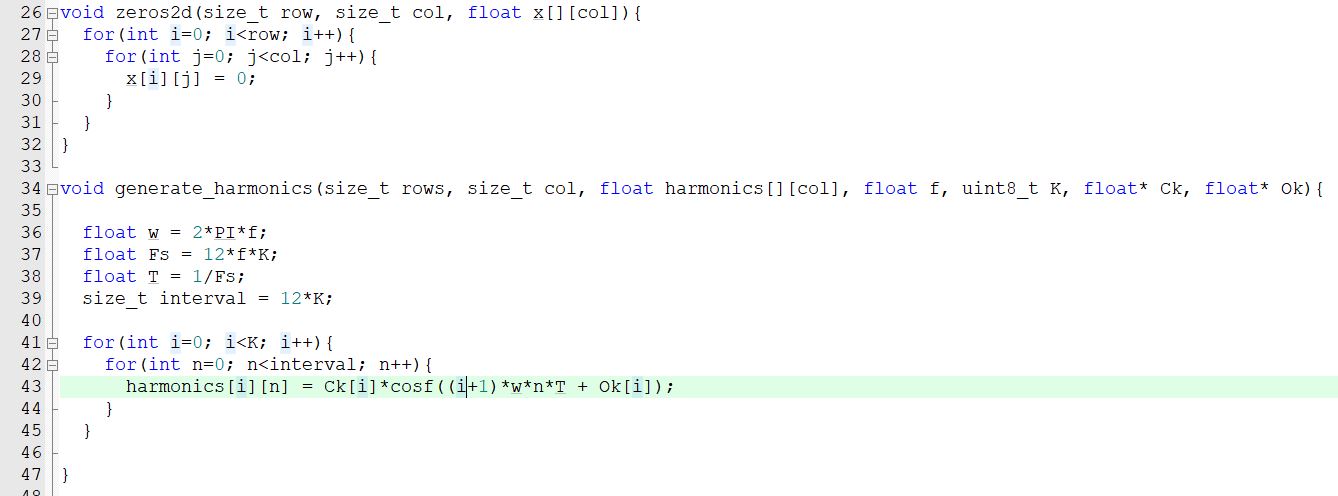 26 void zeros2d(size_t row, size_t col, float x[][col]){
27 for(int i=0; i<row; i++){
28 for(int j=0; j<col; j++){
29 x[i][j] = 0;
30 }
31 }
32 }
33
34 void generate_harmonics(size_t rows, size_t col, float harmonics[][col], float f, uint8_t K, float* Ck, float* Ok){
35
36 float w = 2*PI*f;
37 float Fs = 12*f*K;
38 float T = 1/Fs;
39 size_t interval = 12*K;
40
41 for(int i=0; i<K; i++){
42 for(int n=0; n<interval; n++){
43 harmonics[i][n] = Ck[i]*cosf((i+1)*w*n*T + Ok[i]);
44 }
45 }
46
47 }
48